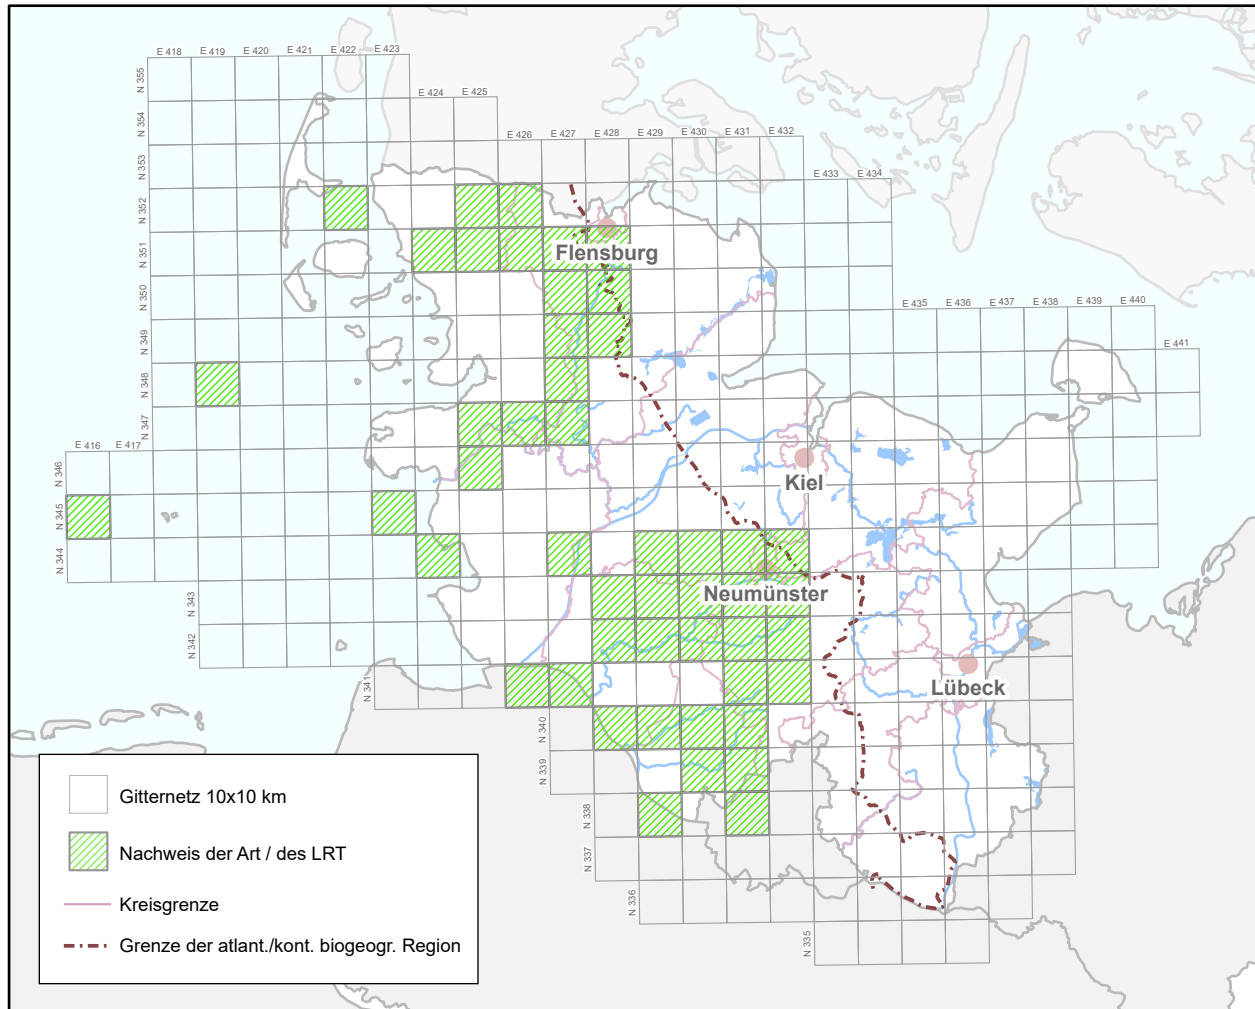 E 418 E 419 E 420 E 421 E 422 E 423
N 355
E 424 E 425
N 354
E 426 E 427 E 428 E 429 E 430 E 431 E 432
N 353
E 433 E 434
N 352
N 351
Flensburg
N 350
E 435 E 436 E 437 E 438 E 439 E 440
N 349
E 441
N 348
N 347
E 416 E 417
N 346
Kiel
N 345
N 344
Neumünster
N 343
N 342
Lübeck
N 341
N 340
N 339
N 338
N 337
N 336
N 335
Gitternetz 10x10 km
Nachweis der Art / des LRT
Kreisgrenze
Grenze der atlant./kont. biogeogr. Region